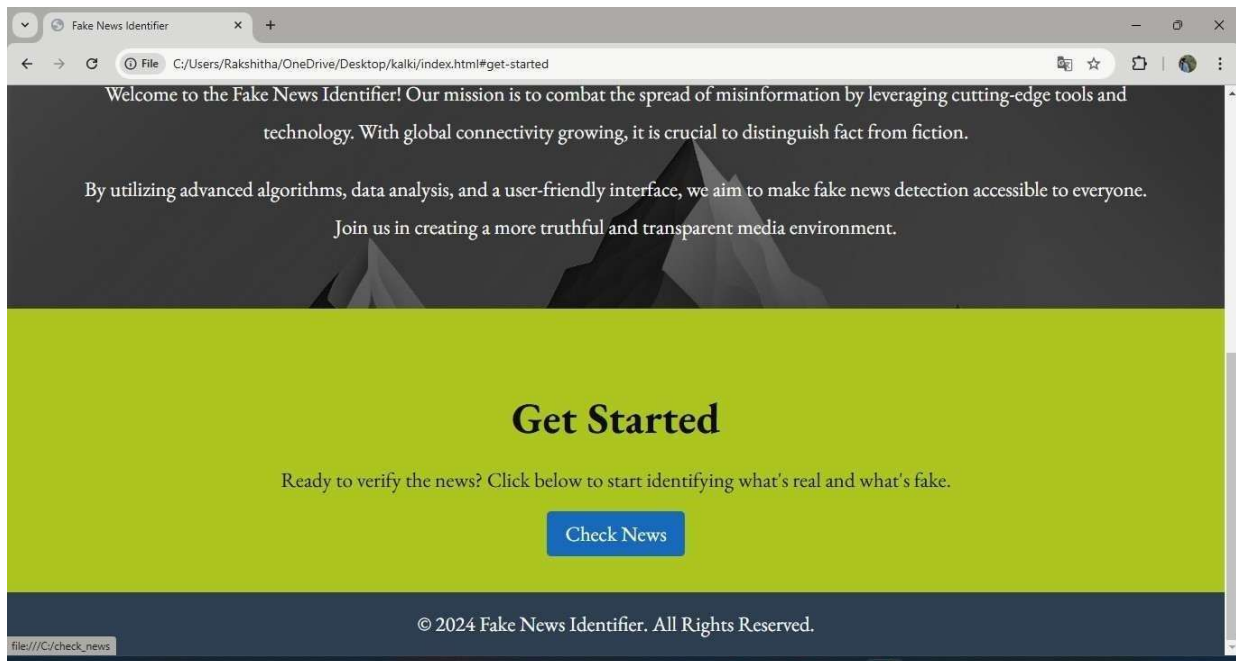 Fake News Identifier
File C:/Users/Rakshitha/OneDrive/Desktop/kalki/index.html#get-started
Welcome to the Fake News Identifier! Our mission is to combat the spread of misinformation by leveraging cutting-edge tools and
technology. With global connectivity growing, it is crucial to distinguish fact from fiction.
By utilizing advanced algorithms, data analysis, and a user-friendly interface, we aim to make fake news detection accessible to everyone.
Join us in creating a more truthful and transparent media environment.
Get Started
Ready to verify the news? Click below to start identifying what's real and what's fake.
Check News
© 2024 Fake News Identifier. All Rights Reserved.
file:///C:/check_news